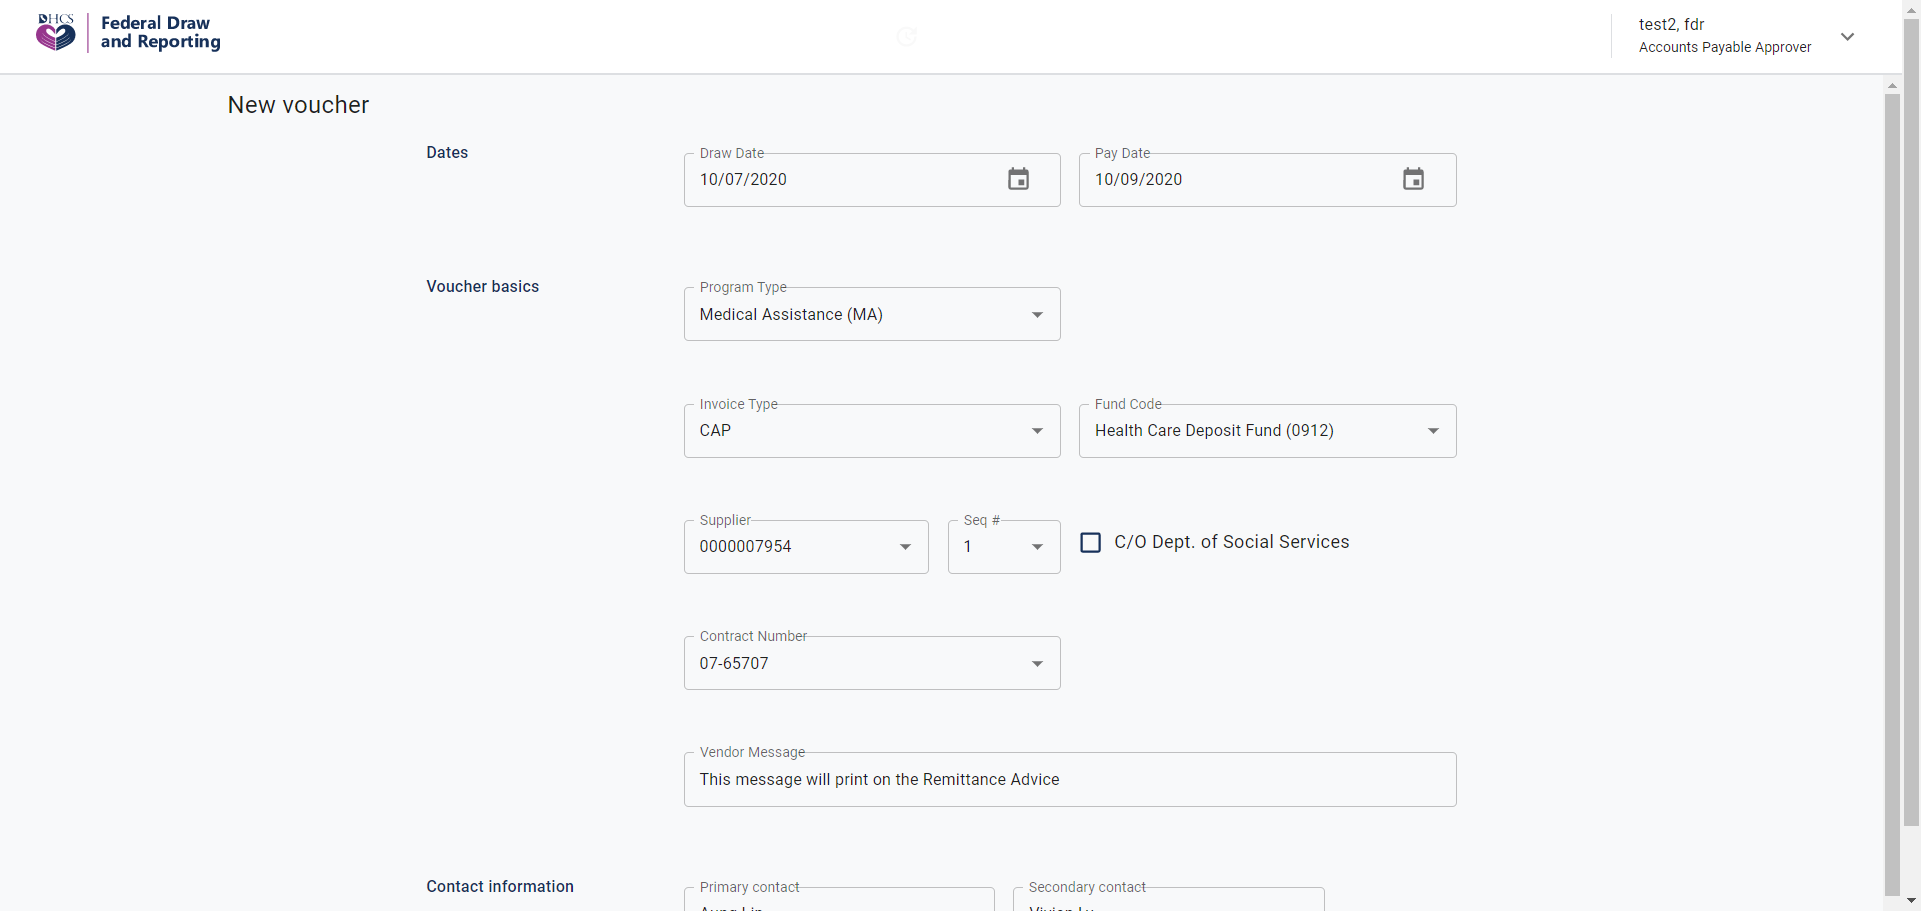 DHCS
Federal Draw
and Reporting
test2, fdr
Accounts Payable Approver
New voucher
Dates
Draw Date
10/07/2020
Pay Date
10/09/2020
Voucher basics
Program Type
Medical Assistance (MA)
Invoice Type
CAP
Fund Code
Health Care Deposit Fund (0912)
Supplier
0000007954
Seq #
1
C/O Dept. of Social Services
Contract Number
07-65707
Vendor Message
This message will print on the Remittance Advice
Contact information
Primary contact
Secondary contact